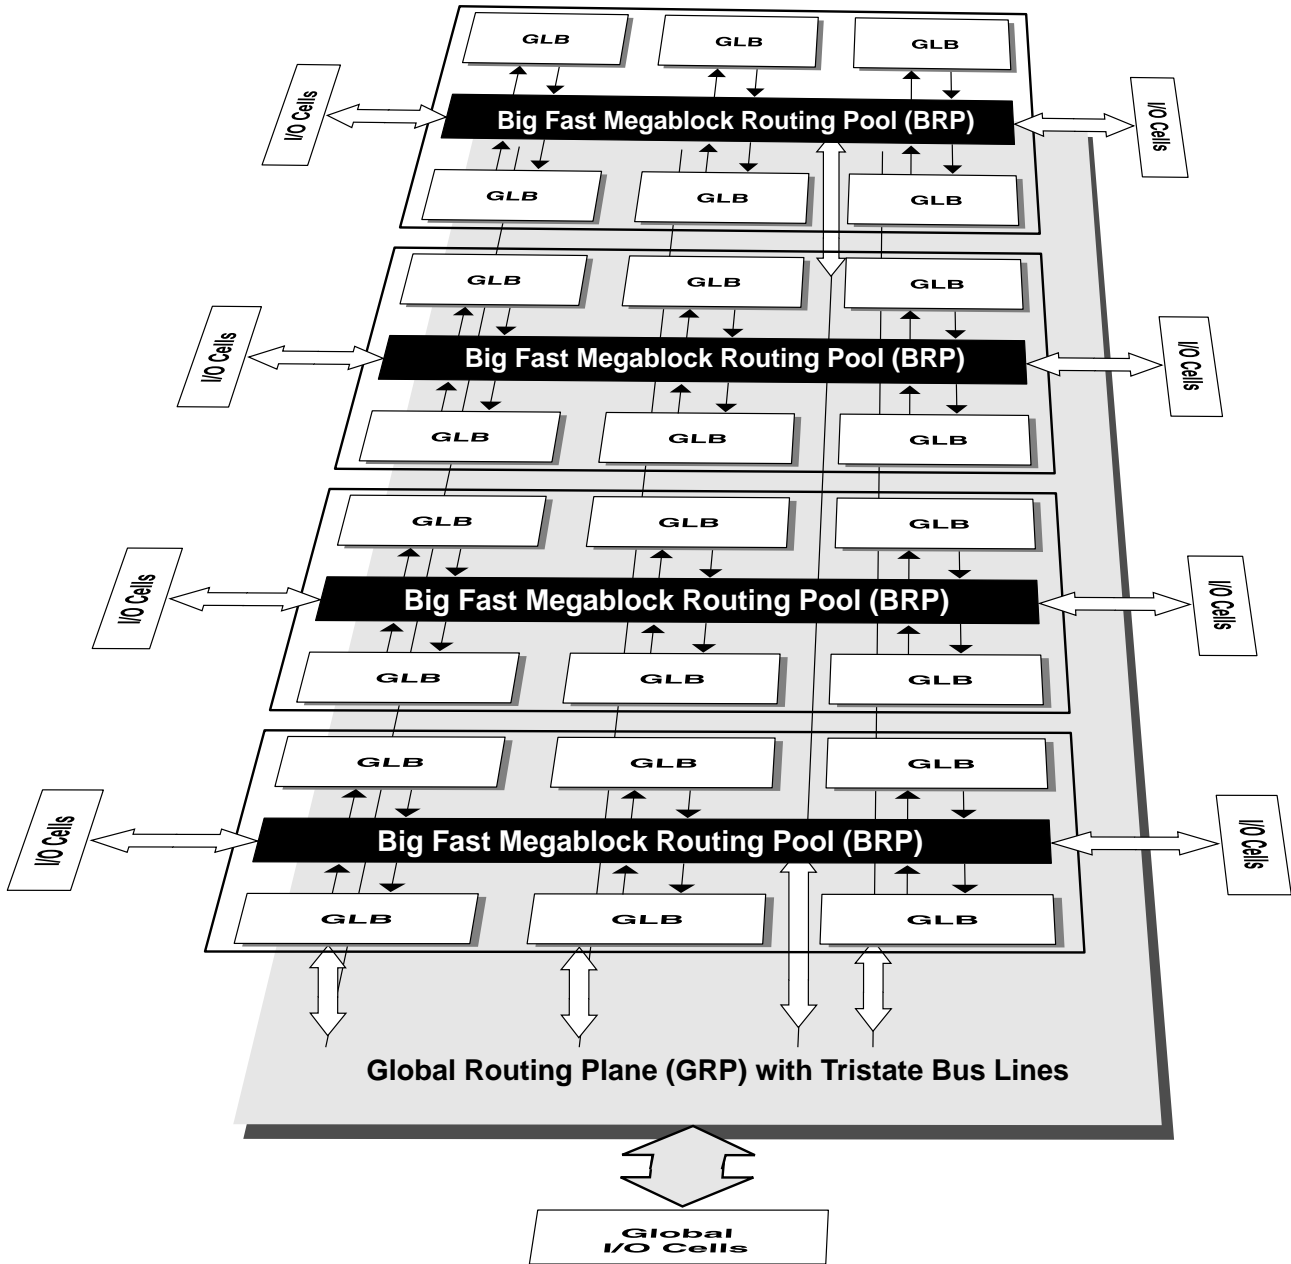 GLB
GLB
GLB
I/O Cells
Big Fast Megablock Routing Pool (BRP)
I/O Cells
GLB
GLB
GLB
GLB
GLB
GLB
I/O Cells
Big Fast Megablock Routing Pool (BRP)
I/O Cells
GLB
GLB
GLB
GLB
GLB
GLB
I/O Cells
Big Fast Megablock Routing Pool (BRP)
I/O Cells
GLB
GLB
GLB
GLB
GLB
GLB
I/O Cells
Big Fast Megablock Routing Pool (BRP)
I/O Cells
GLB
GLB
GLB
Global Routing Plane (GRP) with Tristate Bus Lines
Global
I/O Cells